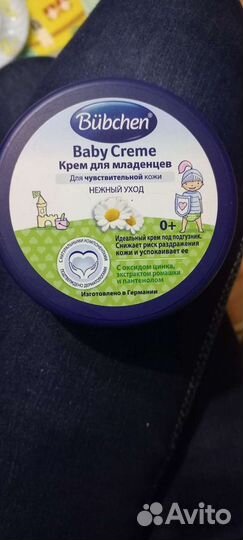 Bübchen
Baby Creme
Крем для младенцев
Для чувствительной кожи
НЕЖНЫЙ УХОД
0+
Идеальный крем под подгузник.
Снижает риск раздражения
кожи и успокаивает ее
С оксидом цинка,
экстрактом ромашки
и пантенолом
Изготовлено в Германии
Avito